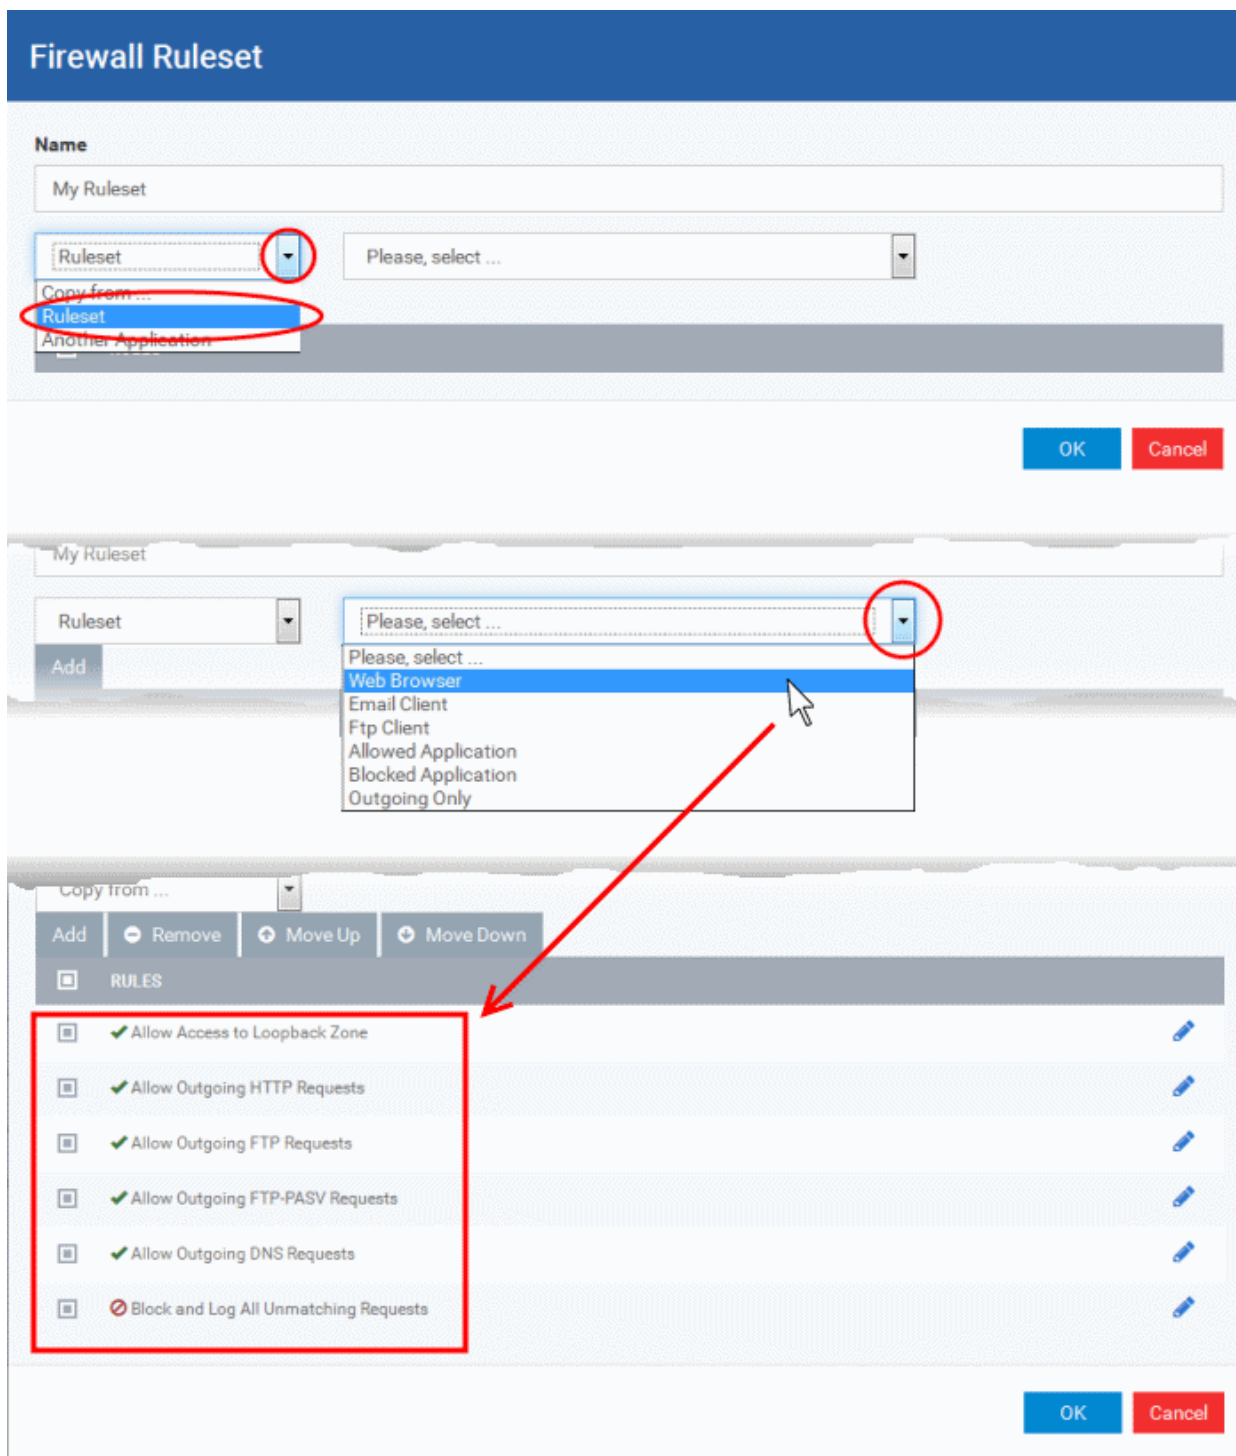 Firewall Ruleset
Name
My Ruleset
Ruleset Please, select ...
Copy from ...
Ruleset
Another Application
OK Cancel
My Ruleset
Ruleset Please, select ...
Add Please, select ...
Web Browser
Email Client
Ftp Client
Allowed Application
Blocked Application
Outgoing Only
Copy from ...
Add Remove Move Up Move Down
RULES
Allow Access to Loopback Zone
Allow Outgoing HTTP Requests
Allow Outgoing FTP Requests
Allow Outgoing FTP-PASV Requests
Allow Outgoing DNS Requests
Block and Log All Unmatching Requests
OK Cancel